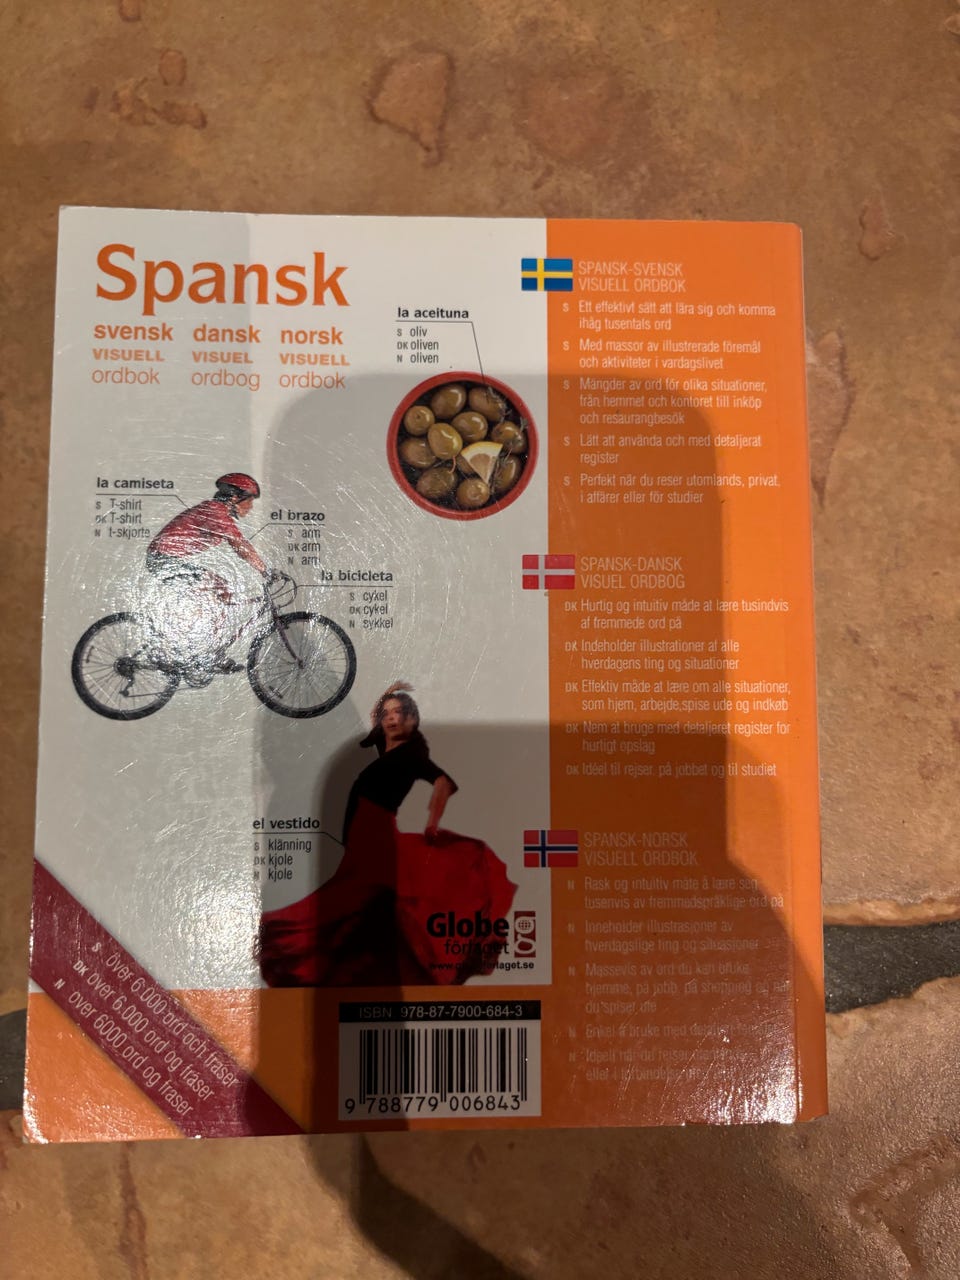 Spansk
svensk dansk norsk
VISUELL VISUEL VISUELL
ordbok ordbog ordbok
la aceituna
S oliv
DK oliven
N oliven
la camiseta
S T-shirt
DK T-shirt
N t-skjorte
el brazo
S arm
DK arm
N arm
la bicicleta
S cykel
DK cykel
N sykkel
el vestido
S klänning
DK kjole
N kjole
Globe
förlaget
www.globeforlaget.se
S över 6.000 ord och fraser
DK over 6.000 ord og fraser
N over 6000 ord og fraser
ISBN 978-87-7900-684-3
9 788779 006843
SPANSK-SVENSK
VISUELL ORDBOK
S Ett effektivt sätt att lära sig och komma
ihåg tusentals ord
S Med massor av illustrerade föremål
och aktiviteter i vardagslivet
S Mängder av ord för olika situationer,
från hemmet och kontoret till inköp
och resaurangbesök
S Lätt att använda och med detaljerat
register
S Perfekt når du reser utomlands, privat,
i affärer eller för studier
SPANSK-DANSK
VISUEL ORDBOG
DK Hurtig og intuitiv måde at lære tusindvis
af fremmede ord på
DK Indeholder illustrationer af alle
hverdagens ting og situationer
DK Effektiv måde at lære om alle situationer,
som hjem, arbejde,spise ude og indkøb
DK Nem at bruge med detaljeret register for
hurtigt opslag
DK Idéel til rejser, på jobbet og til studiet
SPANSK-NORSK
VISUELL ORDBOK
N Rask og intuitiv måte å lære seg
tusenvis av fremmedspråklige ord på
N Inneholder illustrasjoner av
hverdagslige ting og situasjoner
N Massevis av ord du kan bruke
hjemme, på jobb, på shopping og når
du spiser ute
N Enkel å bruke med
N Ideell når du reiser
eller i forbindelse